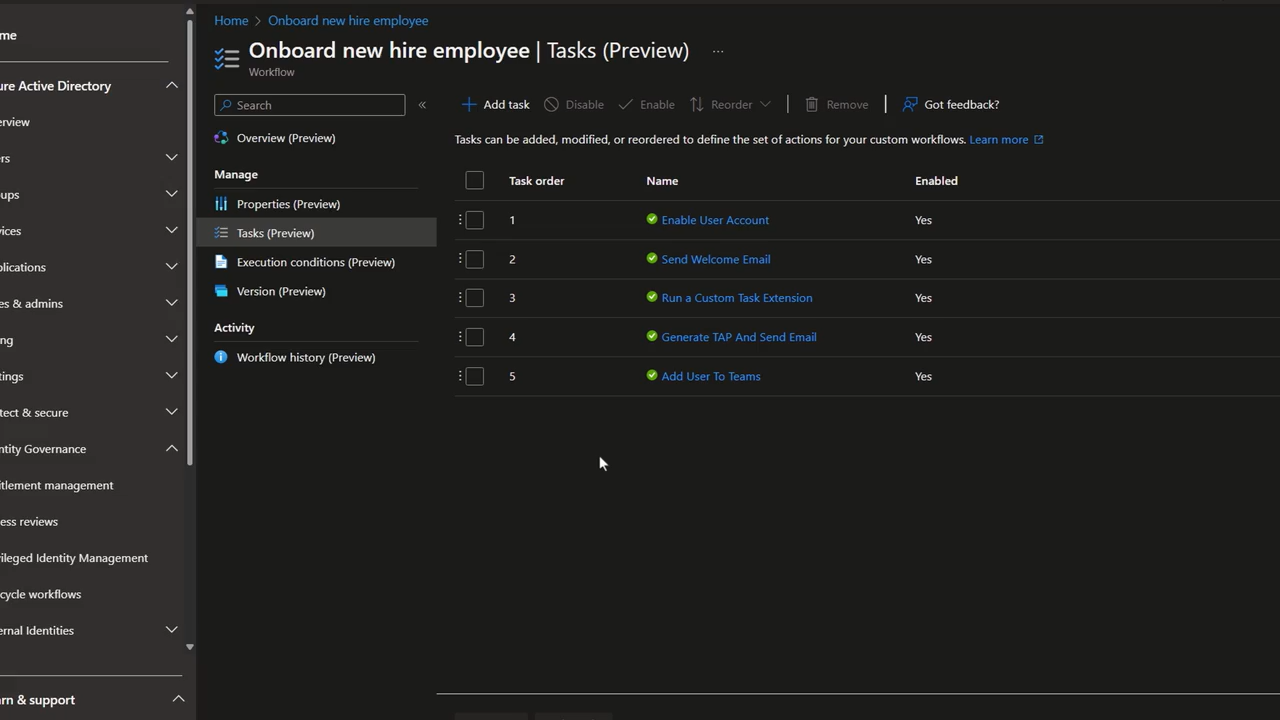 Home > Onboard new hire employee
Onboard new hire employee | Tasks (Preview) ...
Workflow
me
ure Active Directory
erview
ers
oups
vices
plications
es & admins
ng
ttings
tect & secure
ntity Governance
itlement management
ess reviews
vileged Identity Management
cycle workflows
ernal Identities
rn & support
Search «
Overview (Preview)
Manage
Properties (Preview)
Tasks (Preview)
Execution conditions (Preview)
Version (Preview)
Activity
Workflow history (Preview)
Add task Disable Enable Reorder Remove Got feedback?
Tasks can be added, modified, or reordered to define the set of actions for your custom workflows. Learn more
Task order Name Enabled
1 Enable User Account Yes
2 Send Welcome Email Yes
3 Run a Custom Task Extension Yes
4 Generate TAP And Send Email Yes
5 Add User To Teams Yes